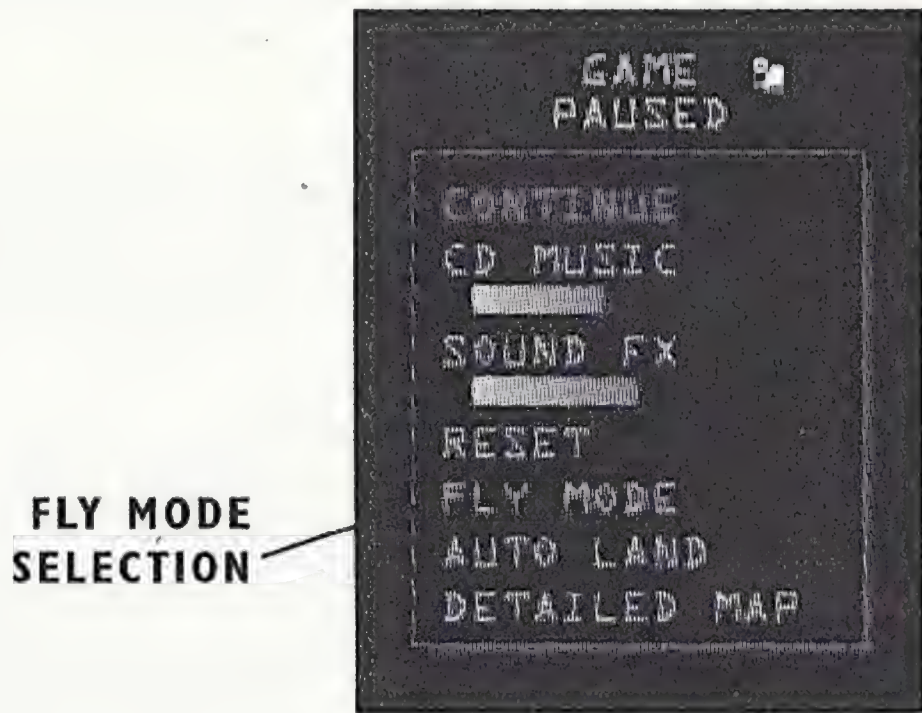 GAME
PAUSED
CONTINUE
CD MUSIC
SOUND FX
RESET
FLY MODE
AUTO LAND
DETAILED MAP
FLY MODE
SELECTION